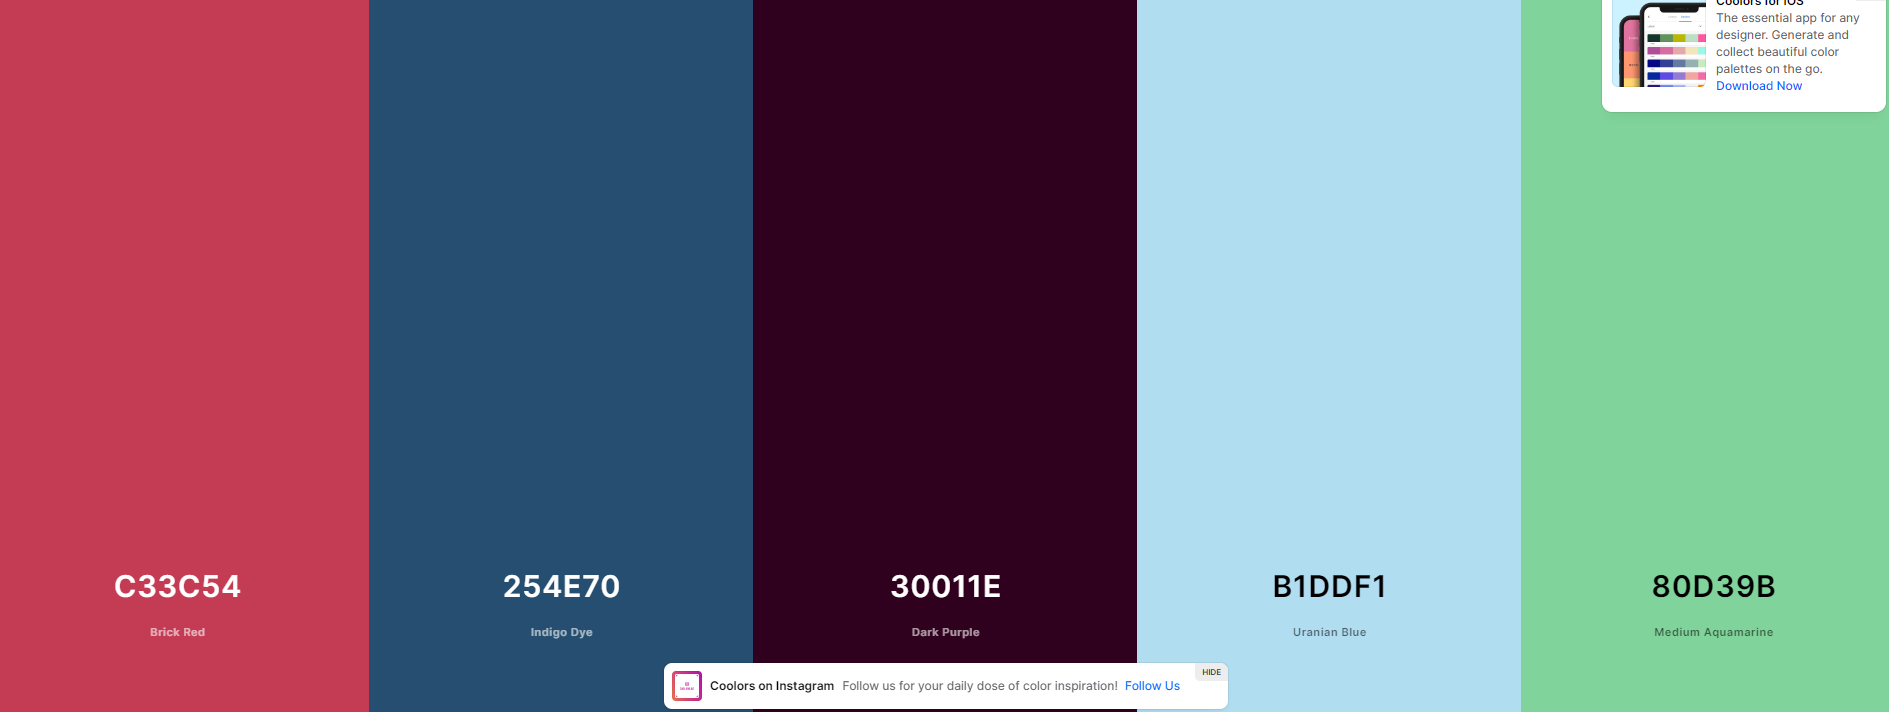 Coolors for iOS
The essential app for any
designer. Generate and
collect beautiful color
palettes on the go.
Download Now
C33C54
254E70
30011E
B1DDF1
80D39B
Brick Red
Indigo Dye
Dark Purple
Uranian Blue
Medium Aquamarine
HIDE
Coolors on Instagram Follow us for your daily dose of color inspiration! Follow Us